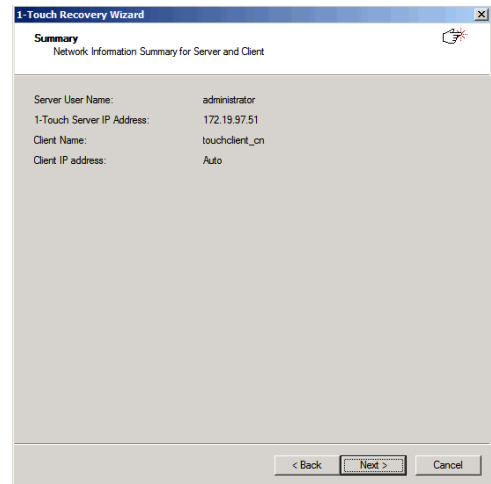 1-Touch Recovery Wizard
Summary
Network Information Summary for Server and Client
Server User Name: administrator
1-Touch Server IP Address: 172.19.97.51
Client Name: touchclient_cn
Client IP address: Auto
< Back Next > Cancel